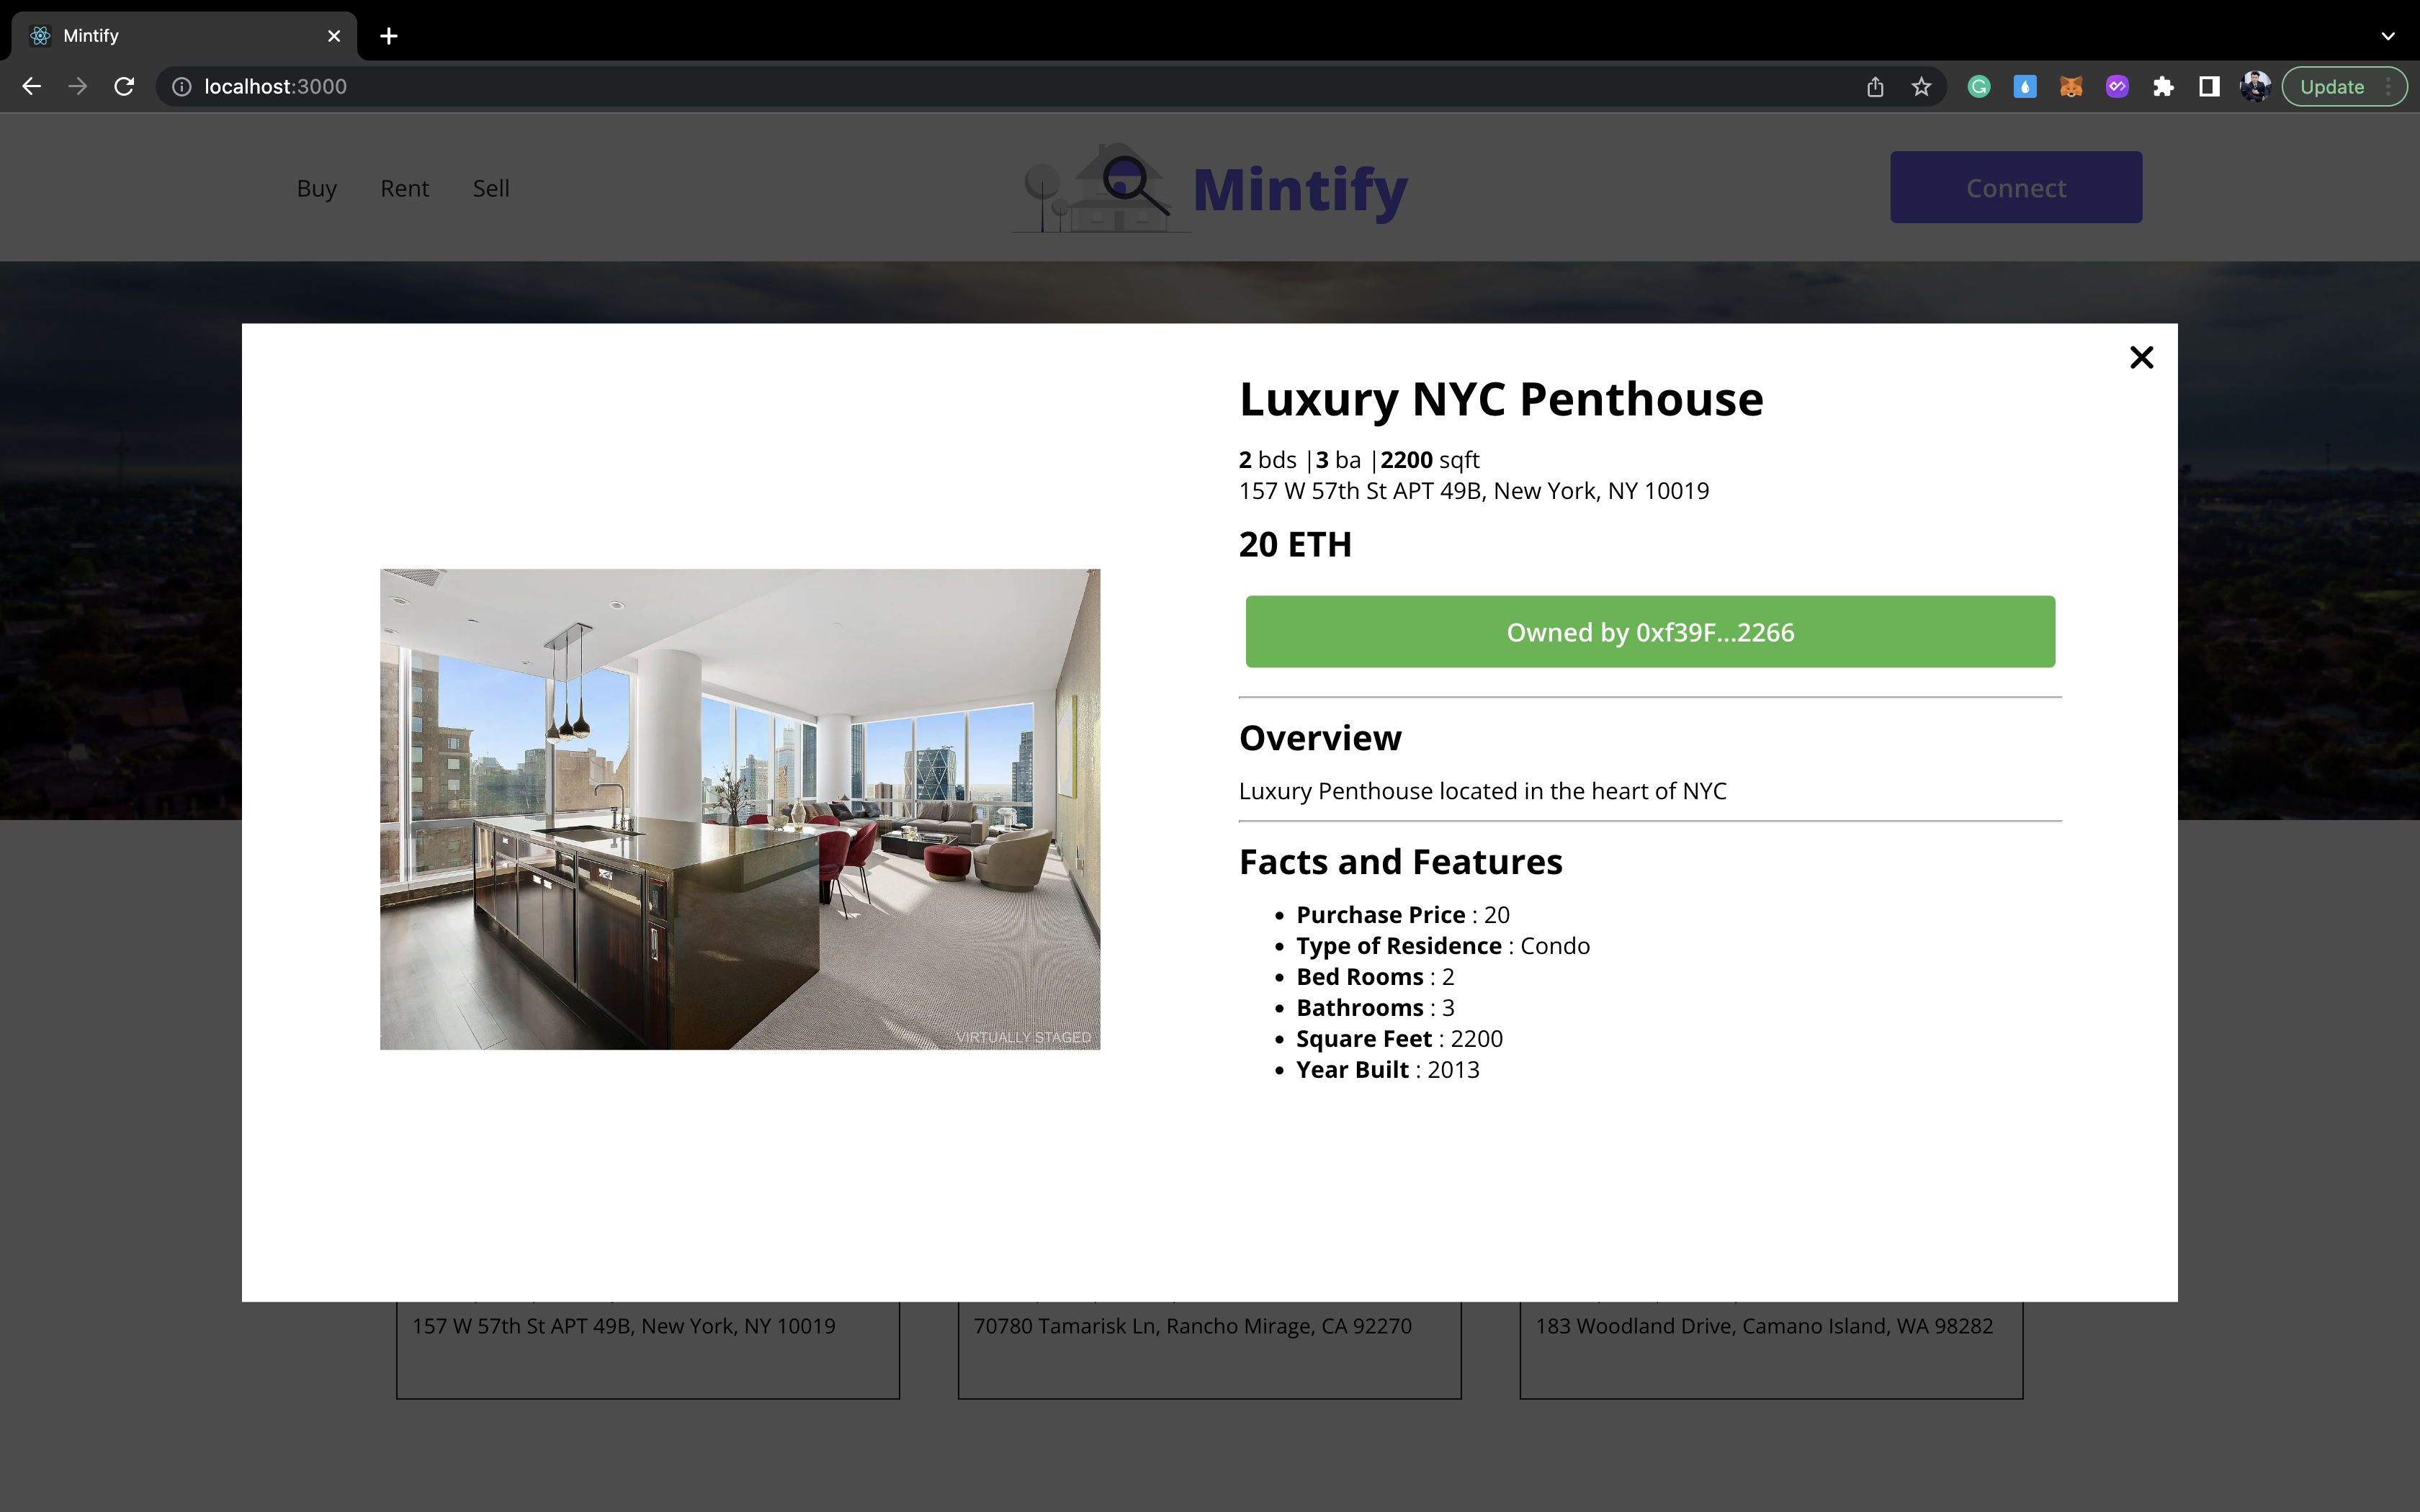 Mintify
localhost:3000
Update
Buy Rent Sell
Mintify
Connect
Luxury NYC Penthouse
2 bds |3 ba |2200 sqft
157 W 57th St APT 49B, New York, NY 10019
20 ETH
Owned by 0xf39F...2266
Overview
Luxury Penthouse located in the heart of NYC
Facts and Features
Purchase Price : 20
Type of Residence : Condo
Bed Rooms : 2
Bathrooms : 3
Square Feet : 2200
Year Built : 2013
VIRTUALLY STAGED
157 W 57th St APT 49B, New York, NY 10019
70780 Tamarisk Ln, Rancho Mirage, CA 92270
183 Woodland Drive, Camano Island, WA 98282